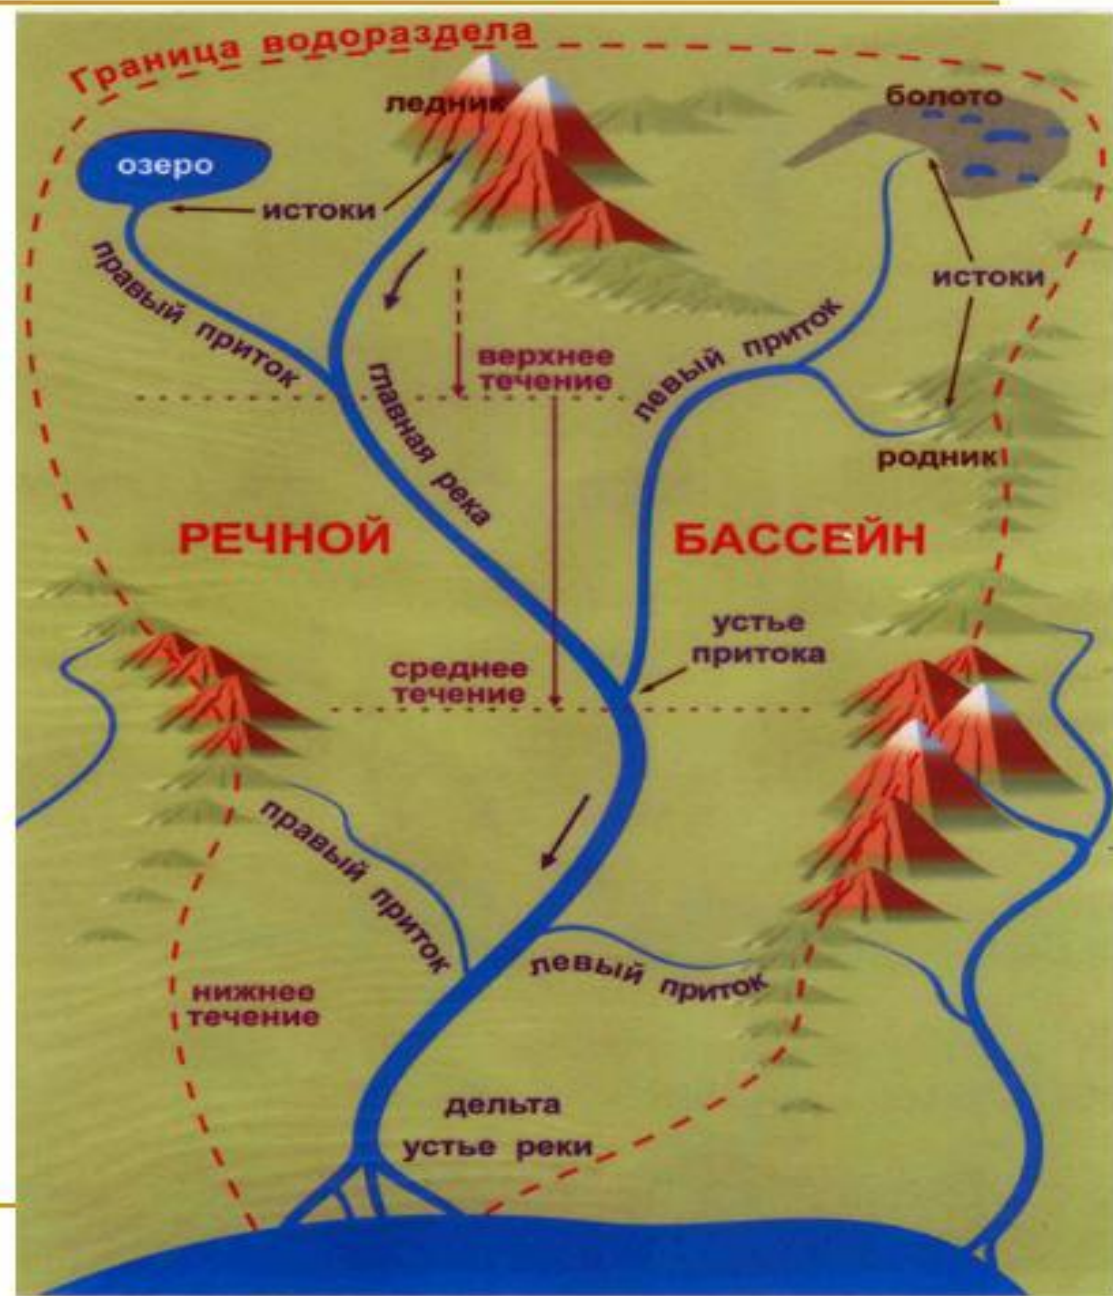 Граница водораздела
ледник
болото
озеро
истоки
правый приток
истоки
верхнее
течение
левый приток
главная река
родник
РЕЧНОЙ БАССЕЙН
устье
притока
среднее
течение
правый приток
левый приток
нижнее
течение
дельта
устье реки